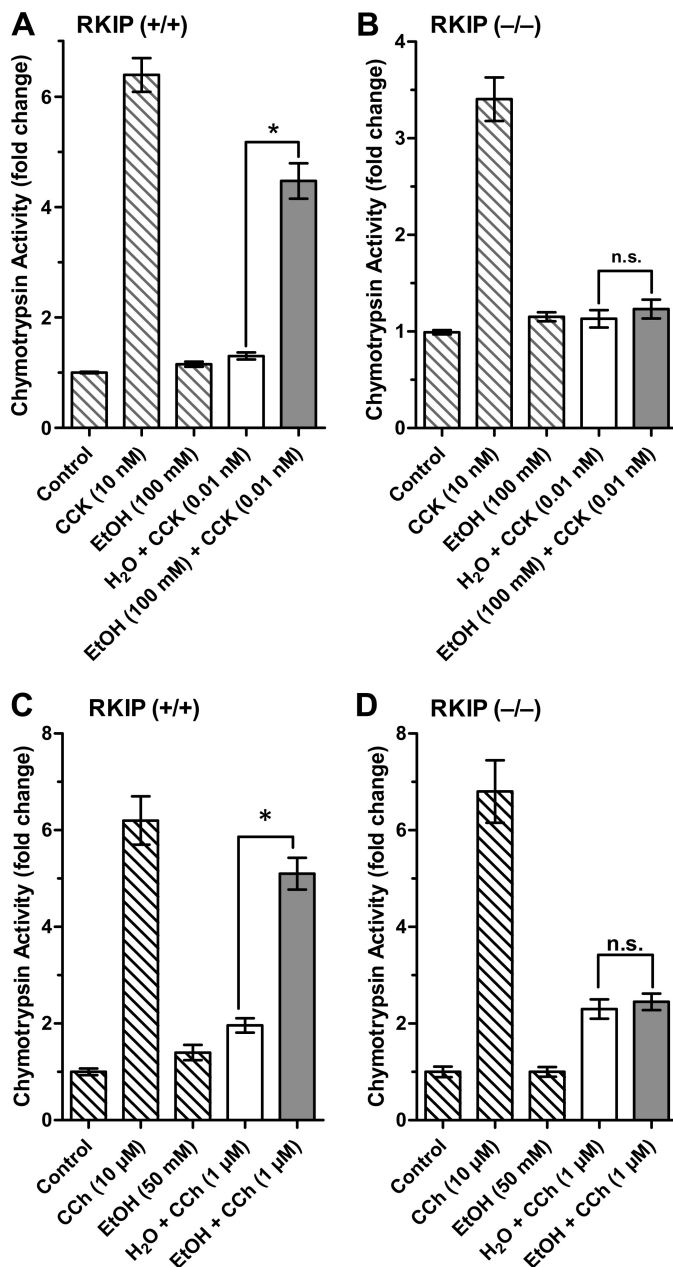 A RKIP (+/+)
Chymotrypsin Activity (fold change)
6
4
2
0
*
Control
CCK (10 nM)
EtOH (100 mM)
H₂O + CCK (0.01 nM)
EtOH (100 mM) + CCK (0.01 nM)
B RKIP (–/–)
Chymotrypsin Activity (fold change)
4
3
2
1
0
n.s.
Control
CCK (10 nM)
EtOH (100 mM)
H₂O + CCK (0.01 nM)
EtOH (100 mM) + CCK (0.01 nM)
C RKIP (+/+)
Chymotrypsin Activity (fold change)
8
6
4
2
0
*
Control
CCh (10 µM)
EtOH (50 mM)
H₂O + CCh (1 µM)
EtOH + CCh (1 µM)
D RKIP (–/–)
Chymotrypsin Activity (fold change)
8
6
4
2
0
n.s.
Control
CCh (10 µM)
EtOH (50 mM)
H₂O + CCh (1 µM)
EtOH + CCh (1 µM)